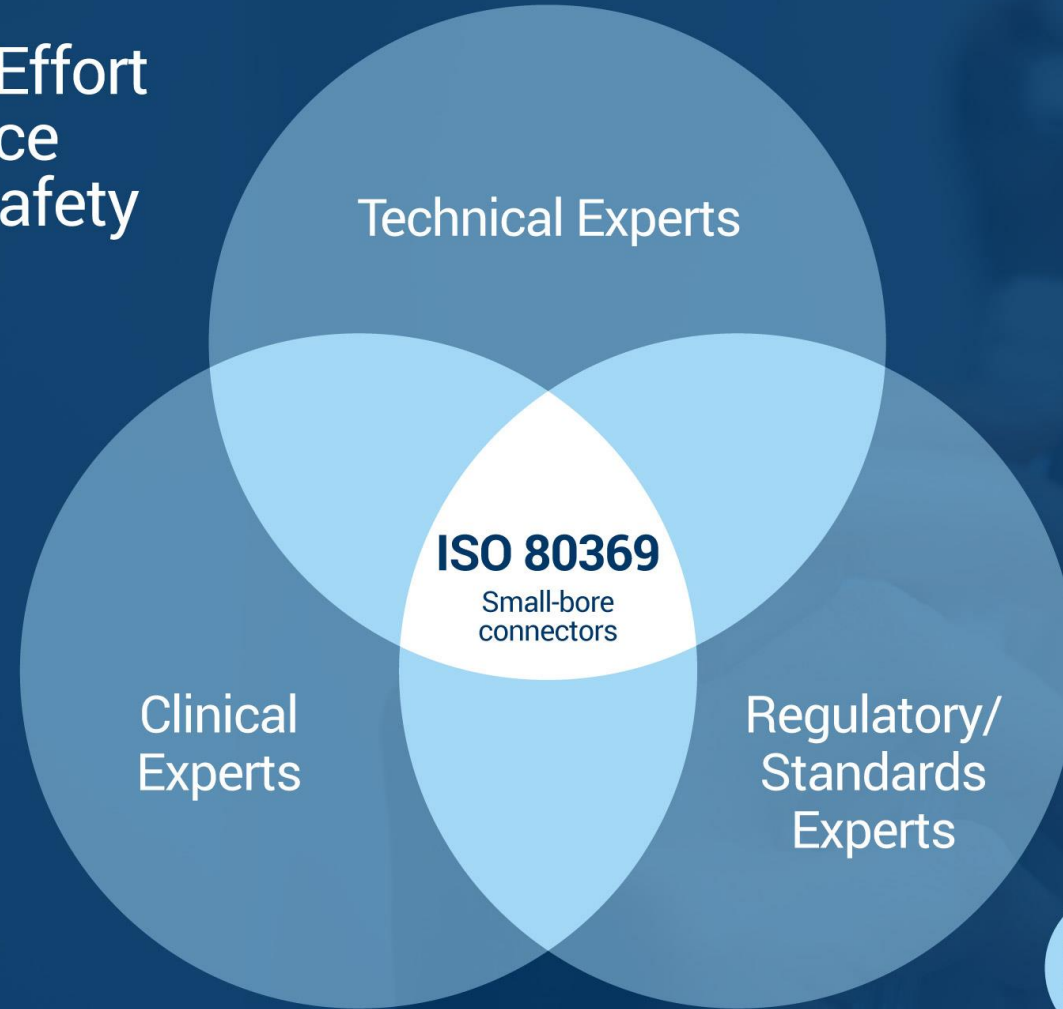 Effort
ce
afety
Technical Experts
ISO 80369
Small-bore
connectors
Clinical
Experts
Regulatory/
Standards
Experts